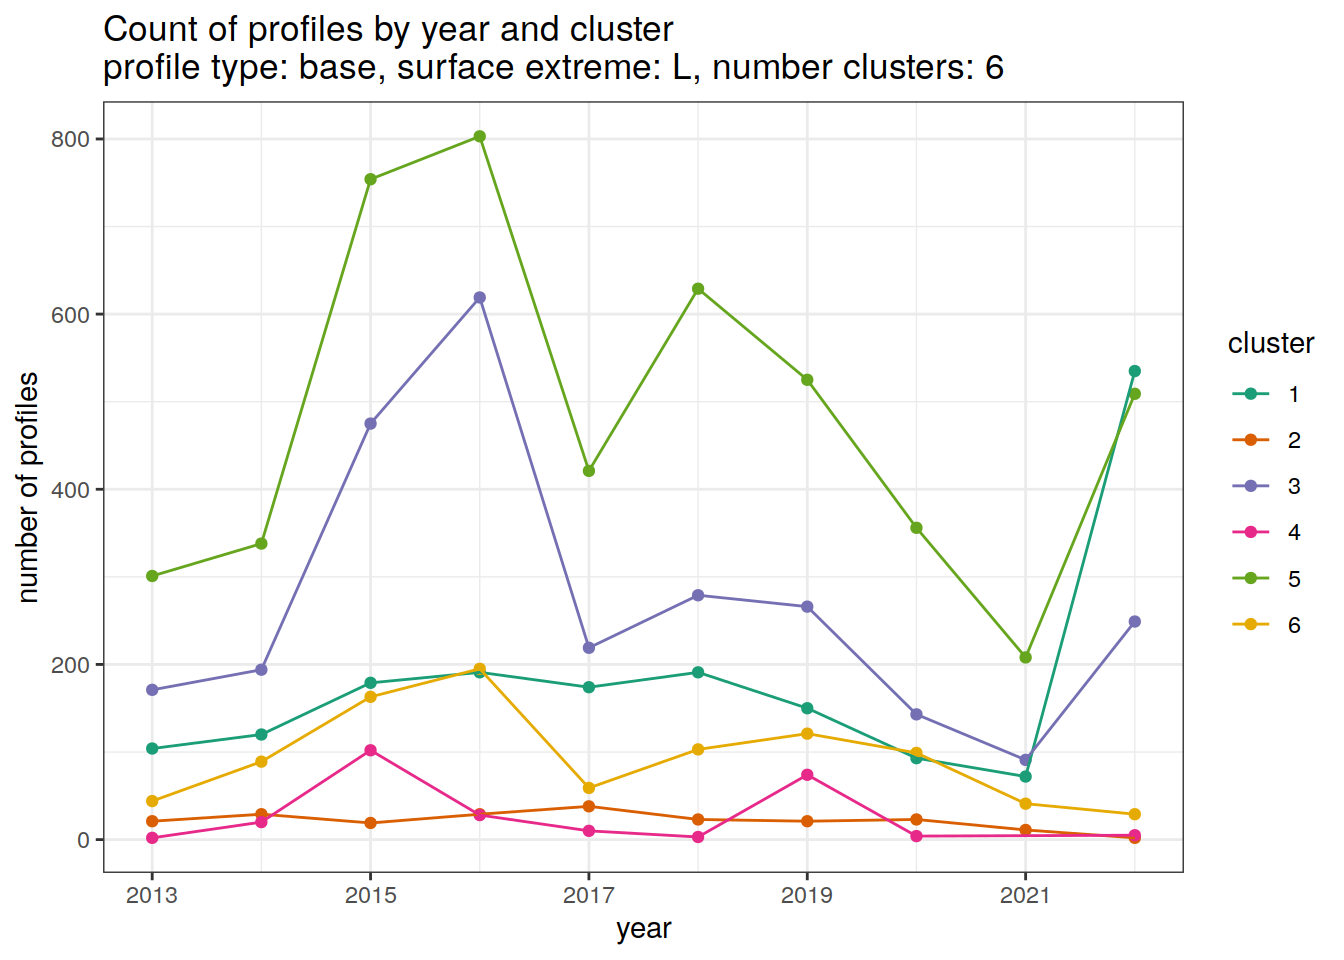 Count of profiles by year and cluster
profile type: base, surface extreme: L, number clusters: 6
800
600
400
200
0
number of profiles
2013 2015 2017 2019 2021
year
cluster
1
2
3
4
5
6